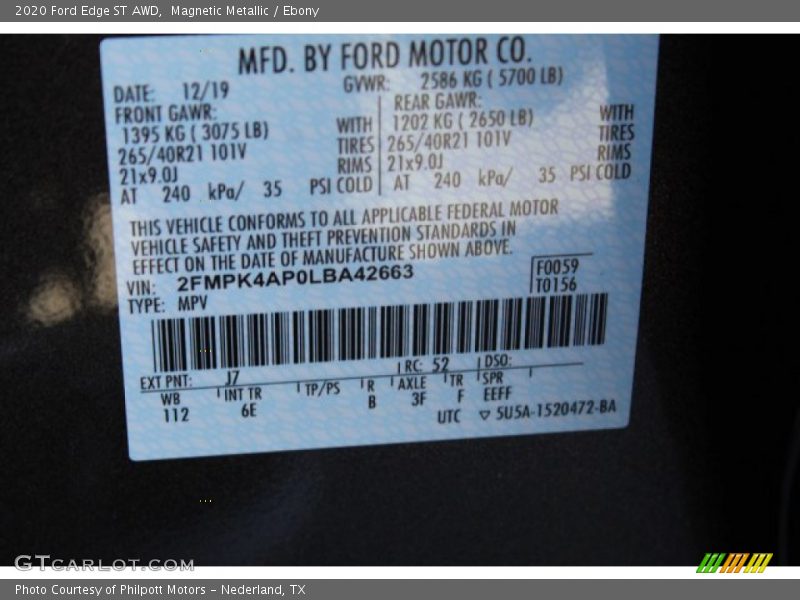 2020 Ford Edge ST AWD,  Magnetic Metallic / Ebony
MFD. BY FORD MOTOR CO.
DATE: 12/19 GVWR: 2586 KG ( 5700 LB)
FRONT GAWR: REAR GAWR:
1395 KG ( 3075 LB) WITH 1202 KG ( 2650 LB) WITH
265/40R21 101V TIRES 265/40R21 101V TIRES
21x9.0J RIMS 21x9.0J RIMS
AT 240 kPa/ 35 PSI COLD AT 240 kPa/ 35 PSI COLD
THIS VEHICLE CONFORMS TO ALL APPLICABLE FEDERAL MOTOR
VEHICLE SAFETY AND THEFT PREVENTION STANDARDS IN
EFFECT ON THE DATE OF MANUFACTURE SHOWN ABOVE.
VIN: 2FMPK4AP0LBA42663 F0059
TYPE: MPV T0156
EXT PNT: J7 RC: 52 DSO:
WB INT TR TP/PS R AXLE TR SPR
112 6E B 3F F EEFF
UTC ▽ 5U5A-1520472-BA
GTCARLOT.COM
Photo Courtesy of Philpott Motors - Nederland, TX